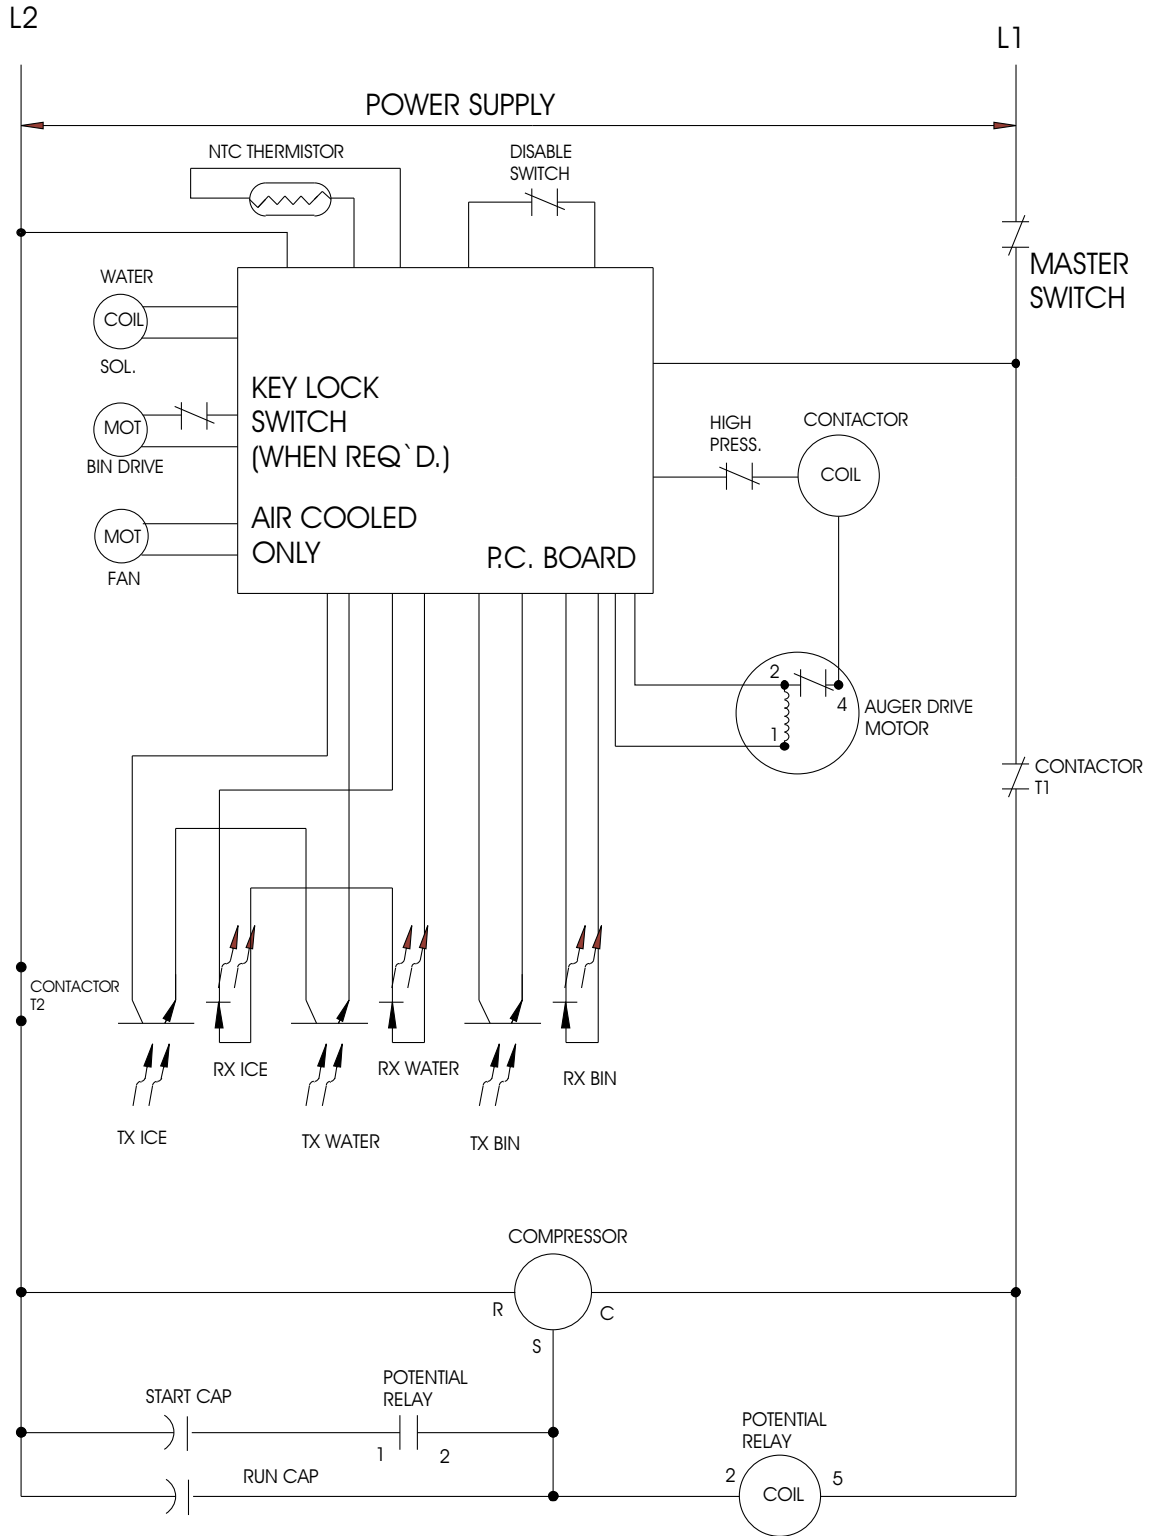 L2
L1
POWER SUPPLY
NTC THERMISTOR
DISABLE
SWITCH
MASTER
SWITCH
WATER
COIL
SOL.
KEY LOCK
SWITCH
(WHEN REQ`D.)
MOT
BIN DRIVE
HIGH
PRESS.
CONTACTOR
COIL
AIR COOLED
ONLY
MOT
FAN
P.C. BOARD
2
4
1
AUGER DRIVE
MOTOR
CONTACTOR
T1
CONTACTOR
T2
RX ICE
RX WATER
RX BIN
TX ICE
TX WATER
TX BIN
COMPRESSOR
R
C
S
START CAP
POTENTIAL
RELAY
1
2
RUN CAP
POTENTIAL
RELAY
2
COIL
5